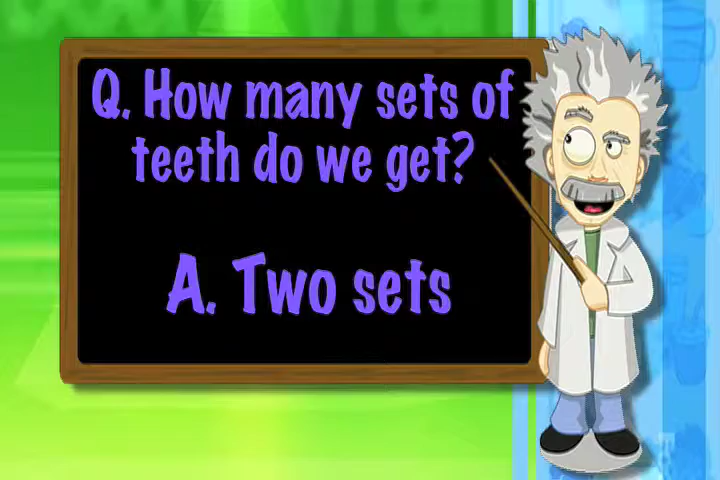 Q. How many sets of
teeth do we get?
A. Two sets